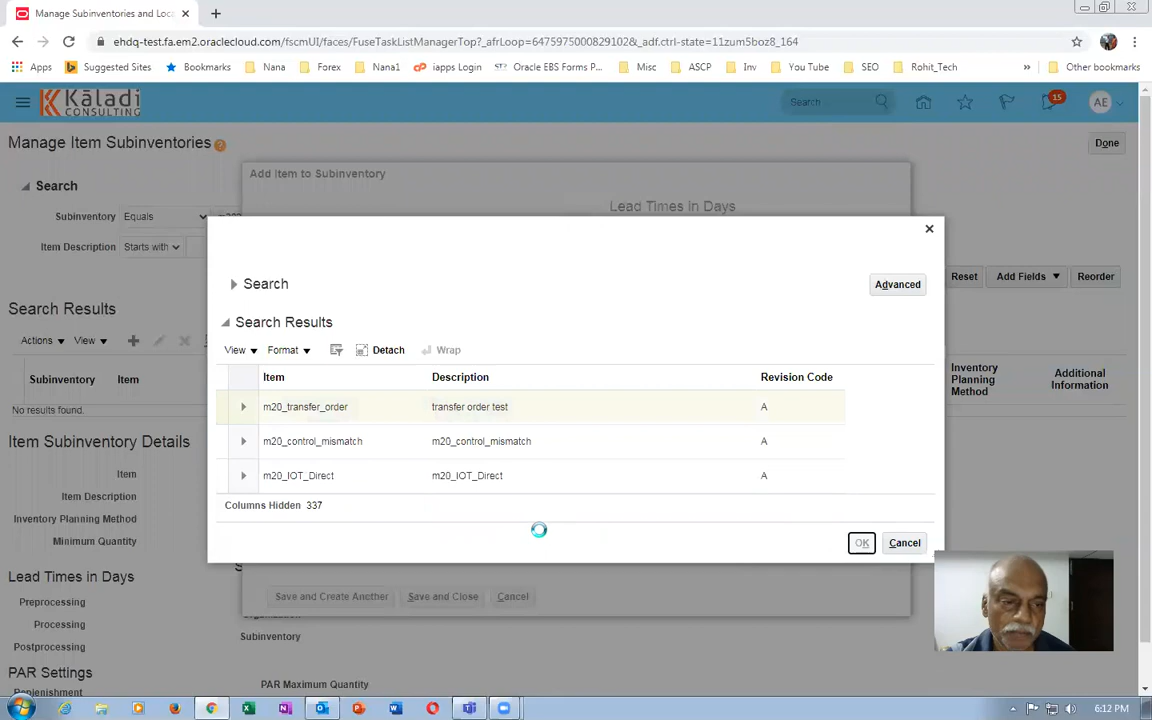 Manage Subinventories and Loca
ehdq-test.fa.em2.oraclecloud.com/fscmUI/faces/FuseTaskListManagerTop?_afrLoop=6475975000829102&_adf.ctrl-state=11zum5boz8_164
Apps Suggested Sites Bookmarks Nana Forex Nana1 iapps Login Oracle EBS Forms P... Misc ASCP Inv You Tube SEO Rohit_Tech » Other bookmarks
Kāladi CONSULTING
Search
15
AE
Manage Item Subinventories
Done
Add Item to Subinventory
Search
Lead Times in Days
Subinventory Equals
Item Description Starts with
Reset Add Fields Reorder
Search
Advanced
Search Results
Search Results
Actions View
View Format Detach Wrap
Subinventory Item
Inventory Planning Method
Additional Information
Item Description Revision Code
m20_transfer_order transfer order test A
m20_control_mismatch m20_control_mismatch A
m20_IOT_Direct m20_IOT_Direct A
Columns Hidden 337
OK Cancel
No results found.
Item Subinventory Details
Item
Item Description
Inventory Planning Method
Minimum Quantity
Lead Times in Days
Save and Create Another Save and Close Cancel
Preprocessing
Processing
Postprocessing
Subinventory
PAR Settings
PAR Maximum Quantity
6:12 PM